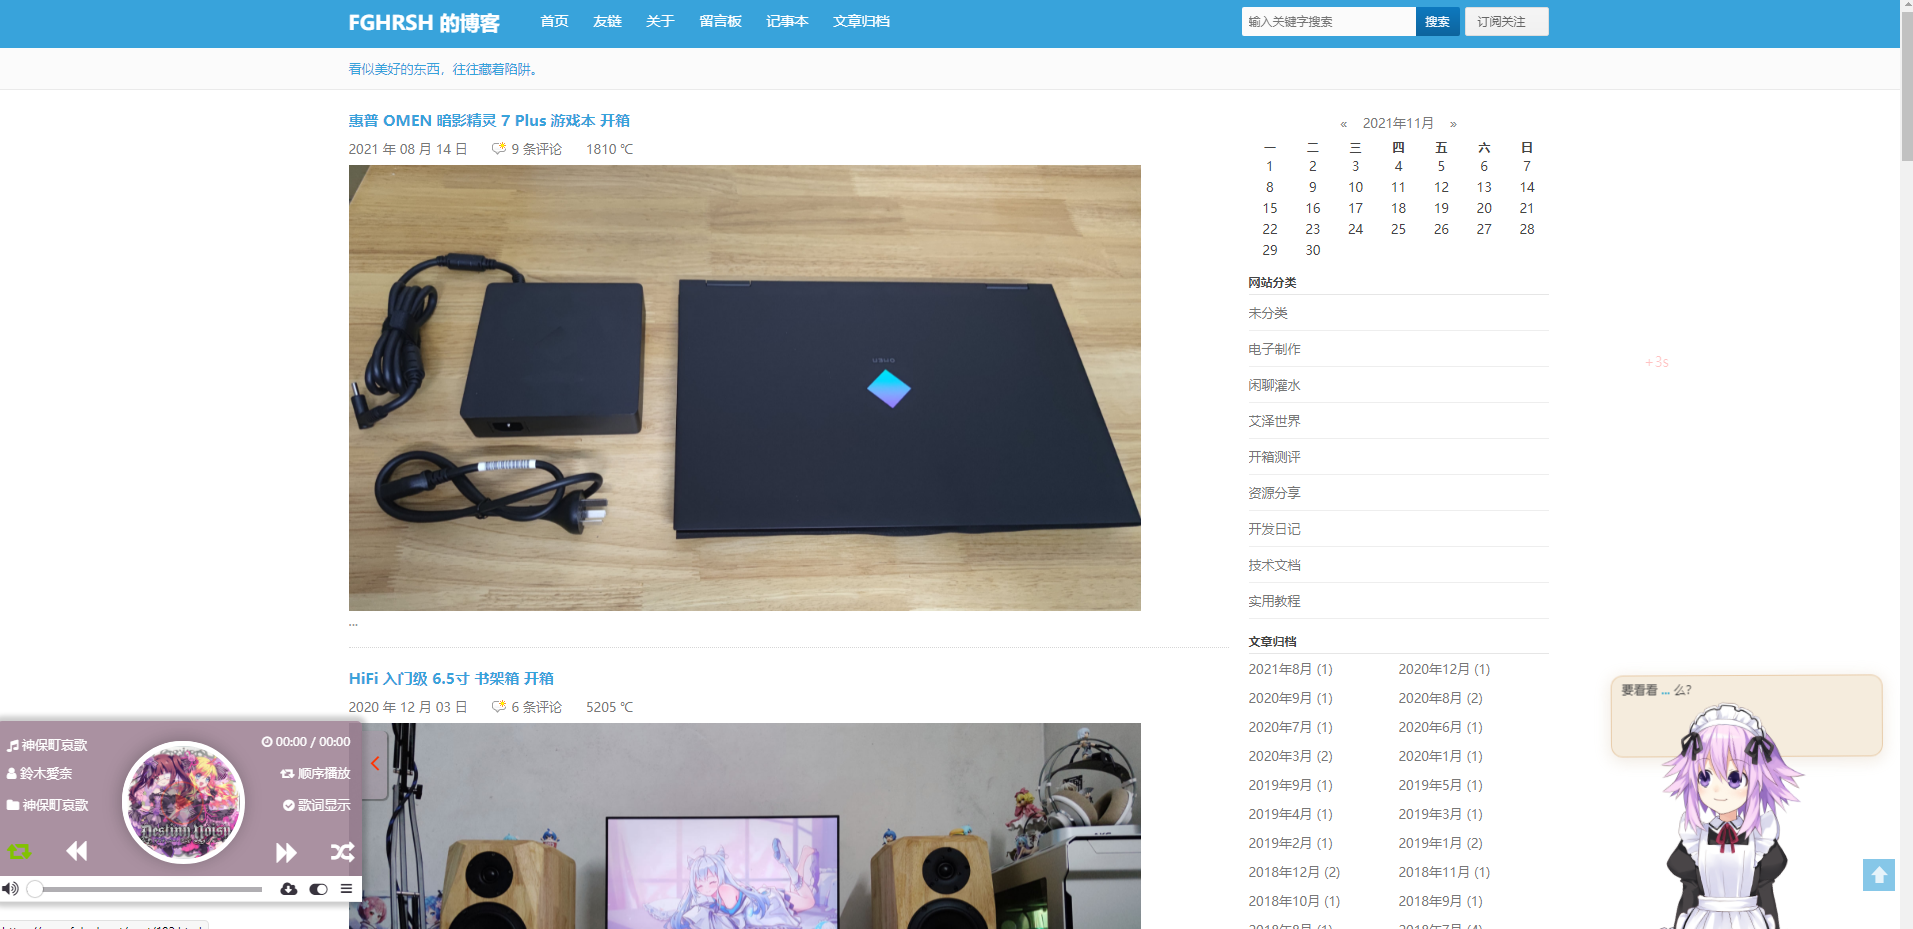 FGHRSH 的博客
首页 友链 关于 留言板 记事本 文章归档
输入关键字搜索 搜索 订阅关注
看似美好的东西，往往藏着陷阱。
惠普 OMEN 暗影精灵 7 Plus 游戏本 开箱
2021 年 08 月 14 日 9 条评论 1810 ℃
OMEN
...
HiFi 入门级 6.5寸 书架箱 开箱
2020 年 12 月 03 日 6 条评论 5205 ℃
« 2021年11月 »
一 二 三 四 五 六 日
1 2 3 4 5 6 7
8 9 10 11 12 13 14
15 16 17 18 19 20 21
22 23 24 25 26 27 28
29 30
网站分类
未分类
电子制作
闲聊灌水
艾泽世界
开箱测评
资源分享
开发日记
技术文档
实用教程
文章归档
2021年8月 (1) 2020年12月 (1)
2020年9月 (1) 2020年8月 (2)
2020年7月 (1) 2020年6月 (1)
2020年3月 (2) 2020年1月 (1)
2019年9月 (1) 2019年5月 (1)
2019年4月 (1) 2019年3月 (1)
2019年2月 (1) 2019年1月 (2)
2018年12月 (2) 2018年11月 (1)
2018年10月 (1) 2018年9月 (1)
2018年8月 (1) 2018年7月 (4)
+3s
要看看 ... 么?
神保町哀歌
鈴木愛奈
神保町哀歌
Destiny Noisy
00:00 / 00:00
顺序播放
歌词显示